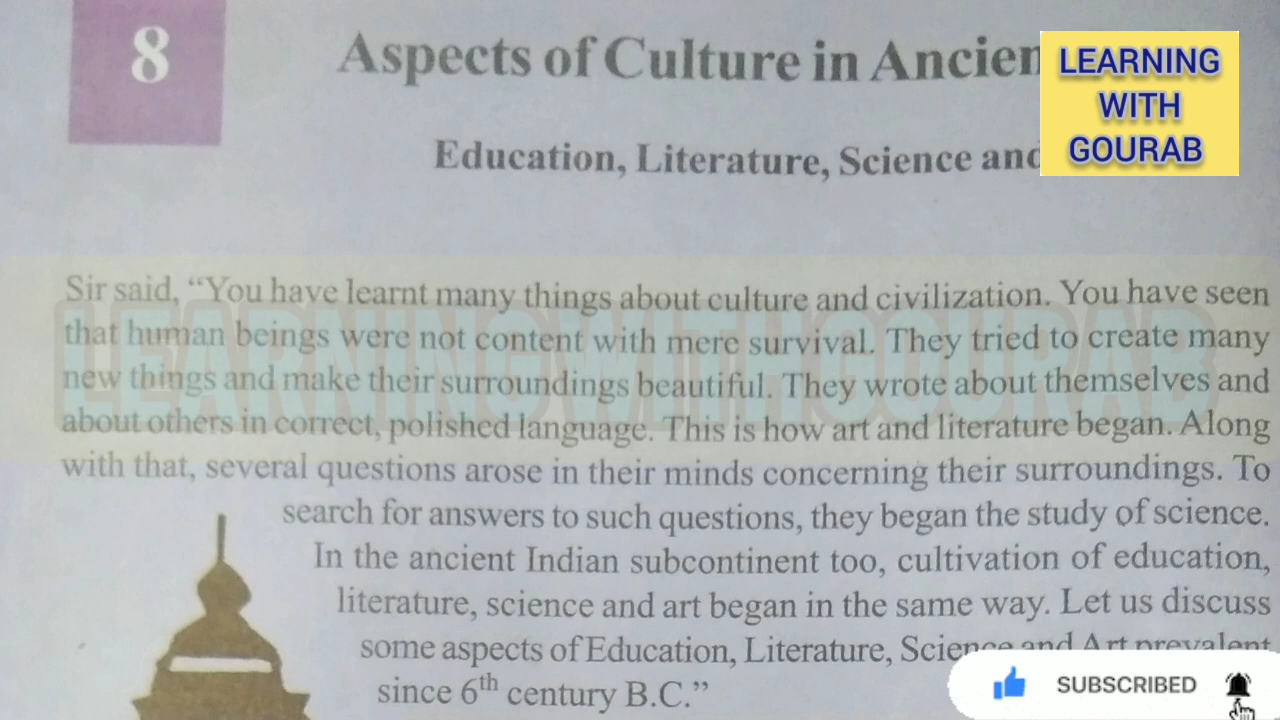 8
Aspects of Culture in Ancien
LEARNING
WITH
GOURAB
Education, Literature, Science and
Sir said, “You have learnt many things about culture and civilization. You have seen
that human beings were not content with mere survival. They tried to create many
new things and make their surroundings beautiful. They wrote about themselves and
about others in correct, polished language. This is how art and literature began. Along
with that, several questions arose in their minds concerning their surroundings. To
search for answers to such questions, they began the study of science.
In the ancient Indian subcontinent too, cultivation of education,
literature, science and art began in the same way. Let us discuss
some aspects of Education, Literature, Science and Art prevalent
since 6th century B.C.”
LEARNING WITH GOURAB
SUBSCRIBED